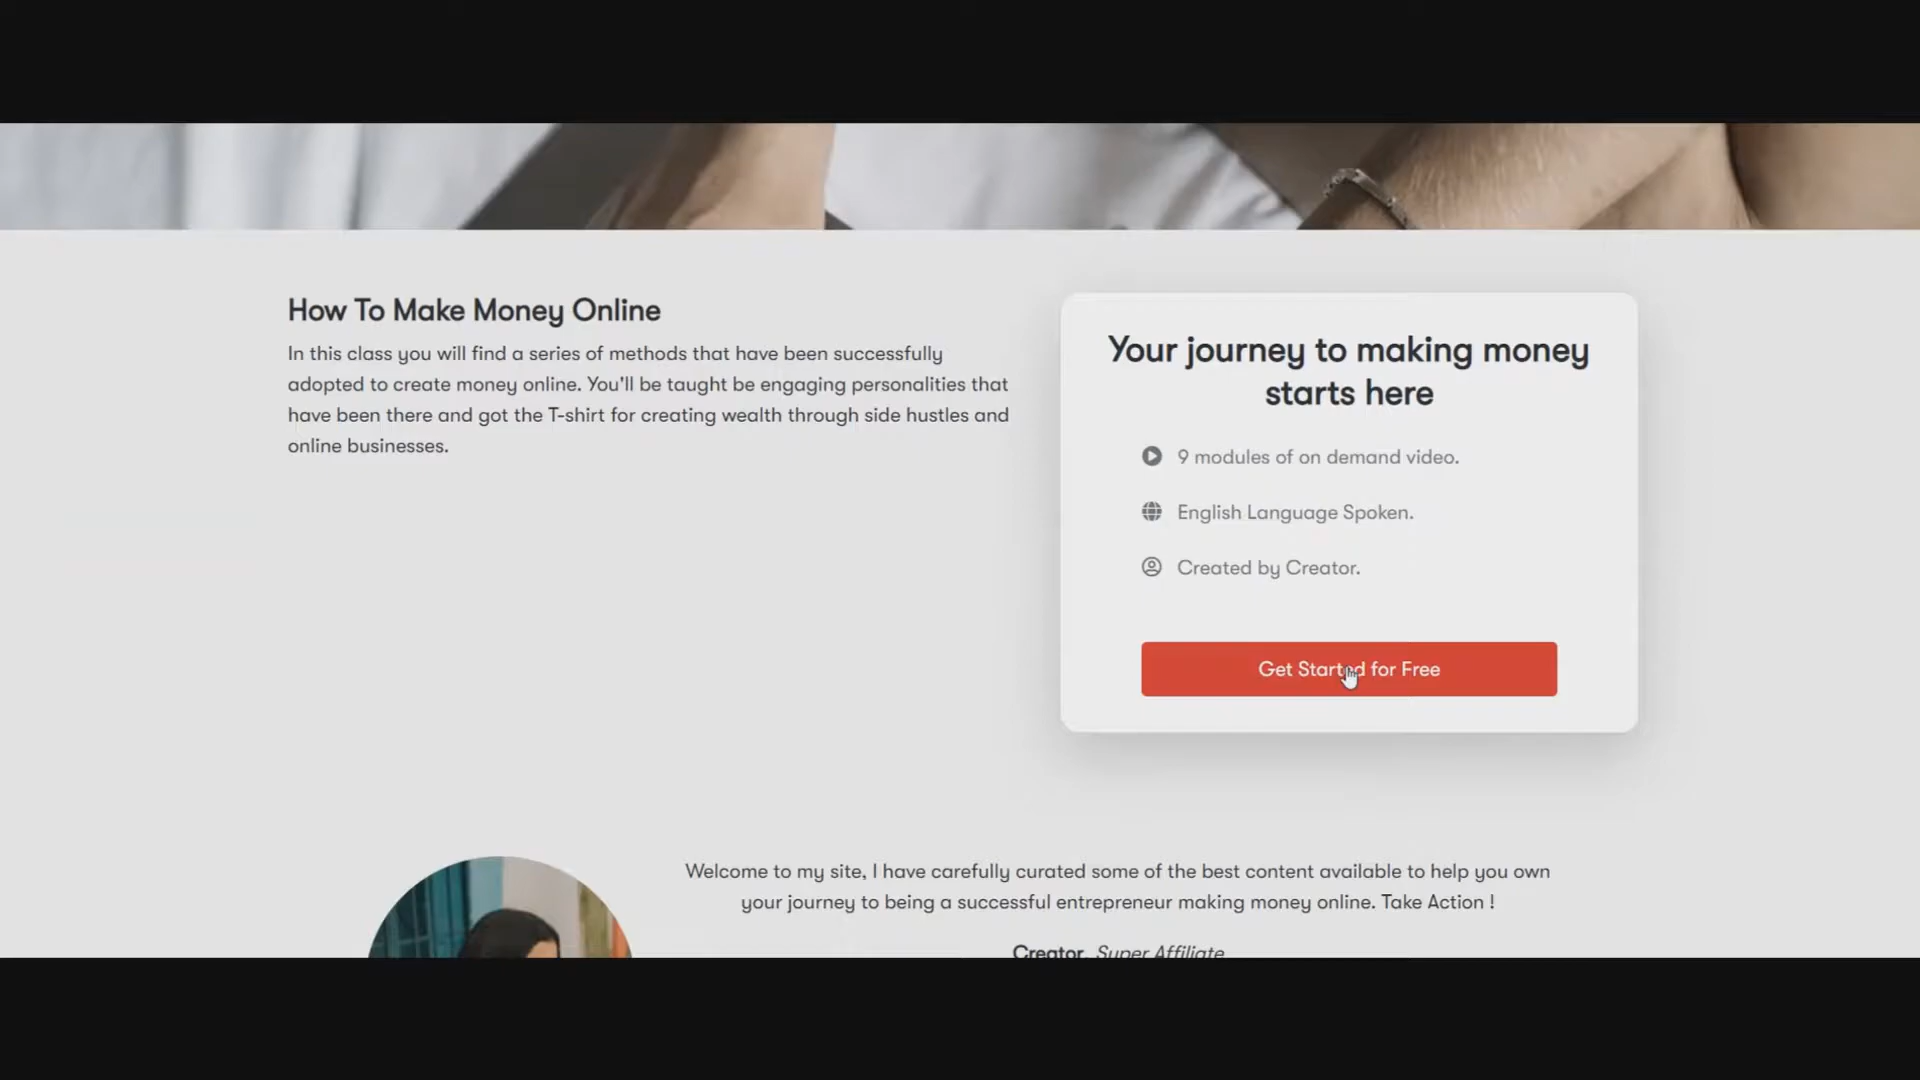 How To Make Money Online
In this class you will find a series of methods that have been successfully
adopted to create money online. You'll be taught be engaging personalities that
have been there and got the T-shirt for creating wealth through side hustles and
online businesses.
Your journey to making money
starts here
9 modules of on demand video.
English Language Spoken.
Created by Creator.
Get Started for Free
Welcome to my site, I have carefully curated some of the best content available to help you own
your journey to being a successful entrepreneur making money online. Take Action !
Creator, Super Affiliate